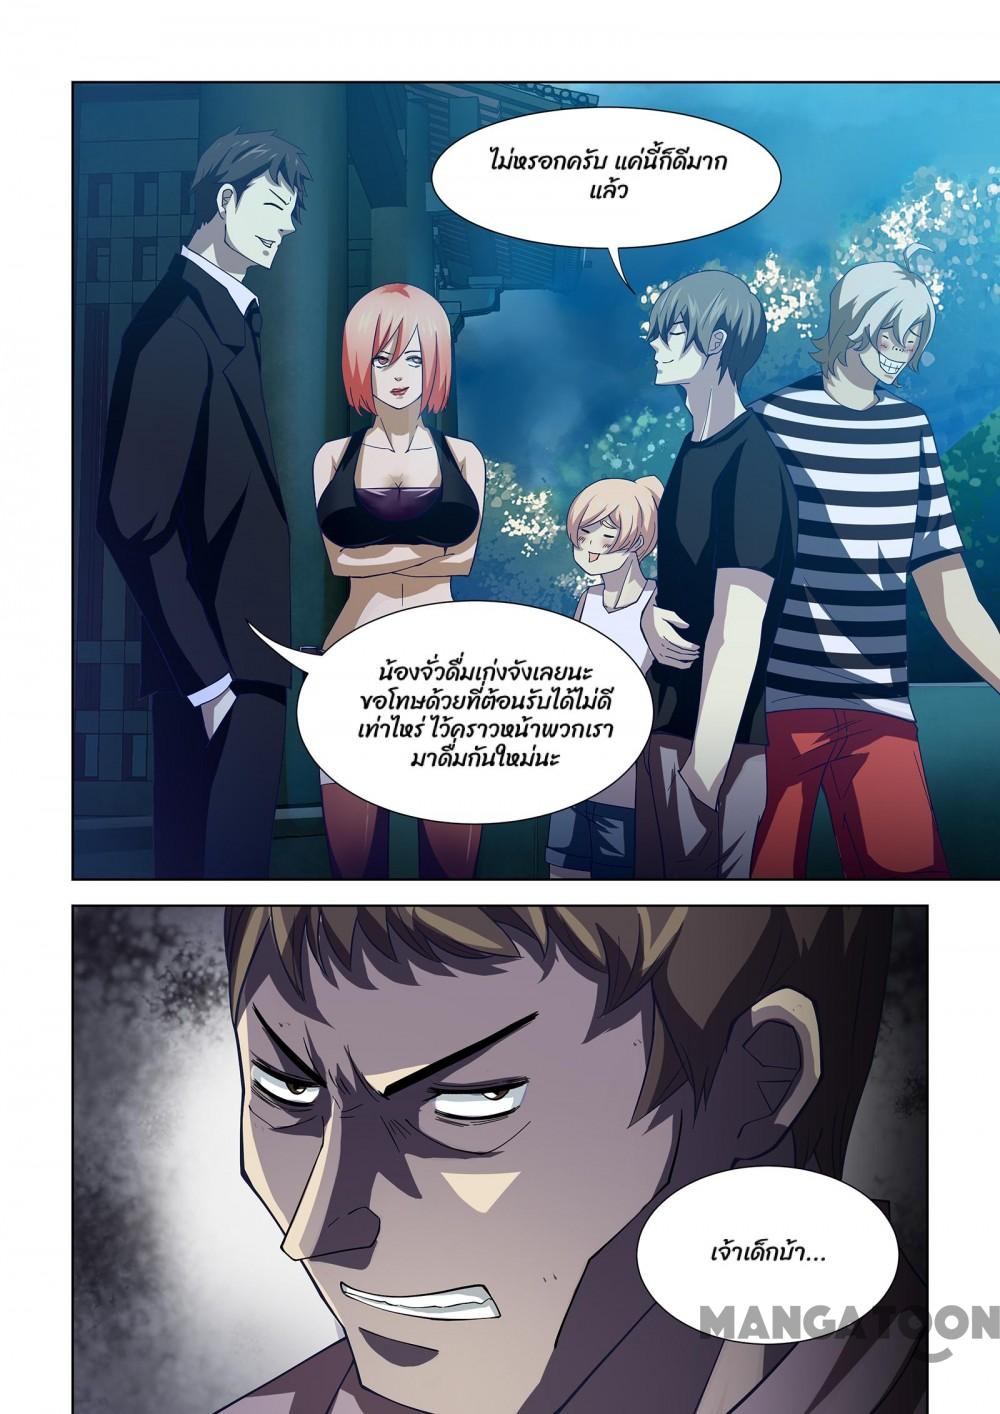 ไม่หรอกครับ แค่นี้ก็ดีมาก
แล้ว
น้องจั่วดื่มเก่งจังเลยนะ
ขอโทษด้วยที่ต้อนรับได้ไม่ดี
เท่าไหร่ ไว้คราวหน้าพวกเรา
มาดื่มกันใหม่นะ
เจ้าเด็กบ้า...
MANGATOON